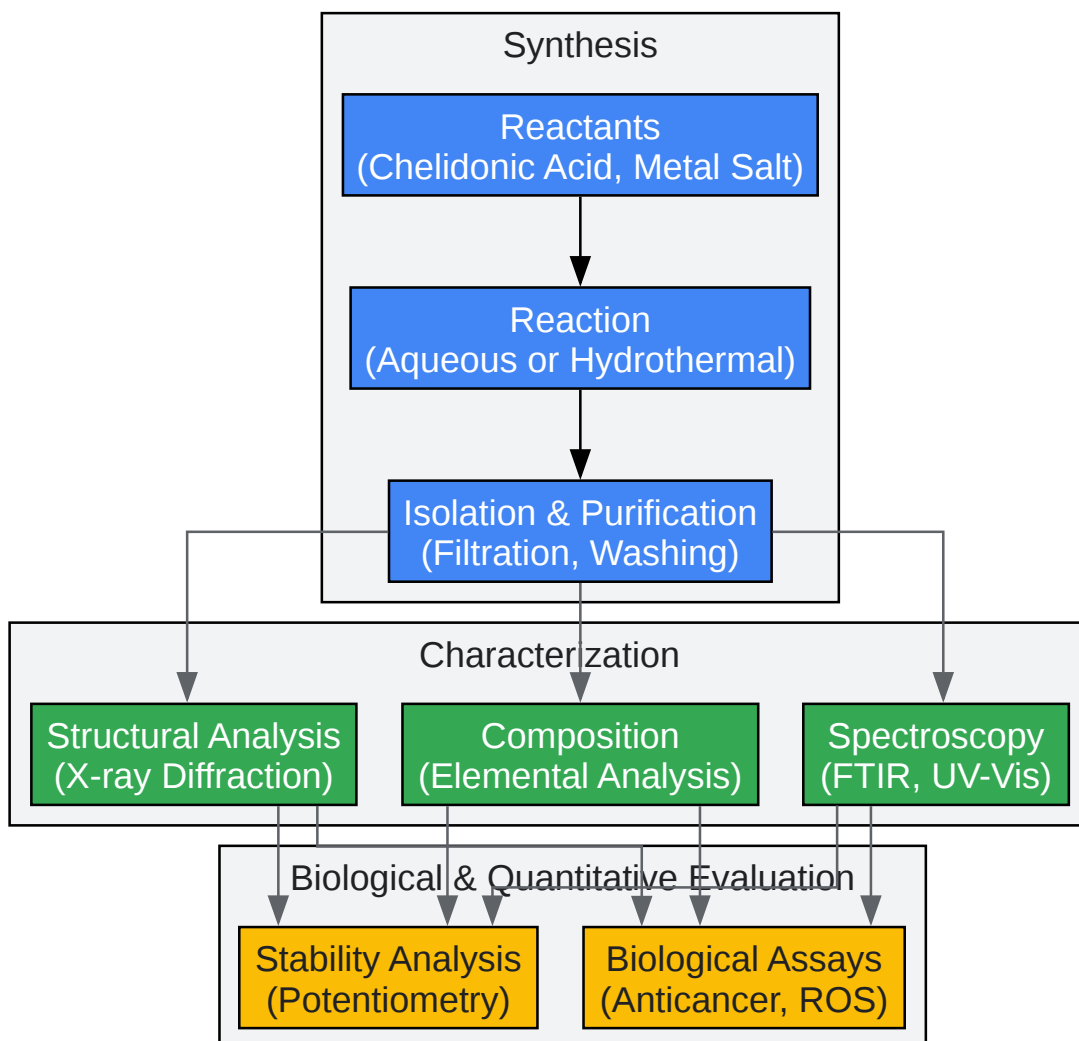 Synthesis
Reactants
(Chelidonic Acid, Metal Salt)
Reaction
(Aqueous or Hydrothermal)
Isolation & Purification
(Filtration, Washing)
Characterization
Structural Analysis
(X-ray Diffraction)
Composition
(Elemental Analysis)
Spectroscopy
(FTIR, UV-Vis)
Biological & Quantitative Evaluation
Stability Analysis
(Potentiometry)
Biological Assays
(Anticancer, ROS)